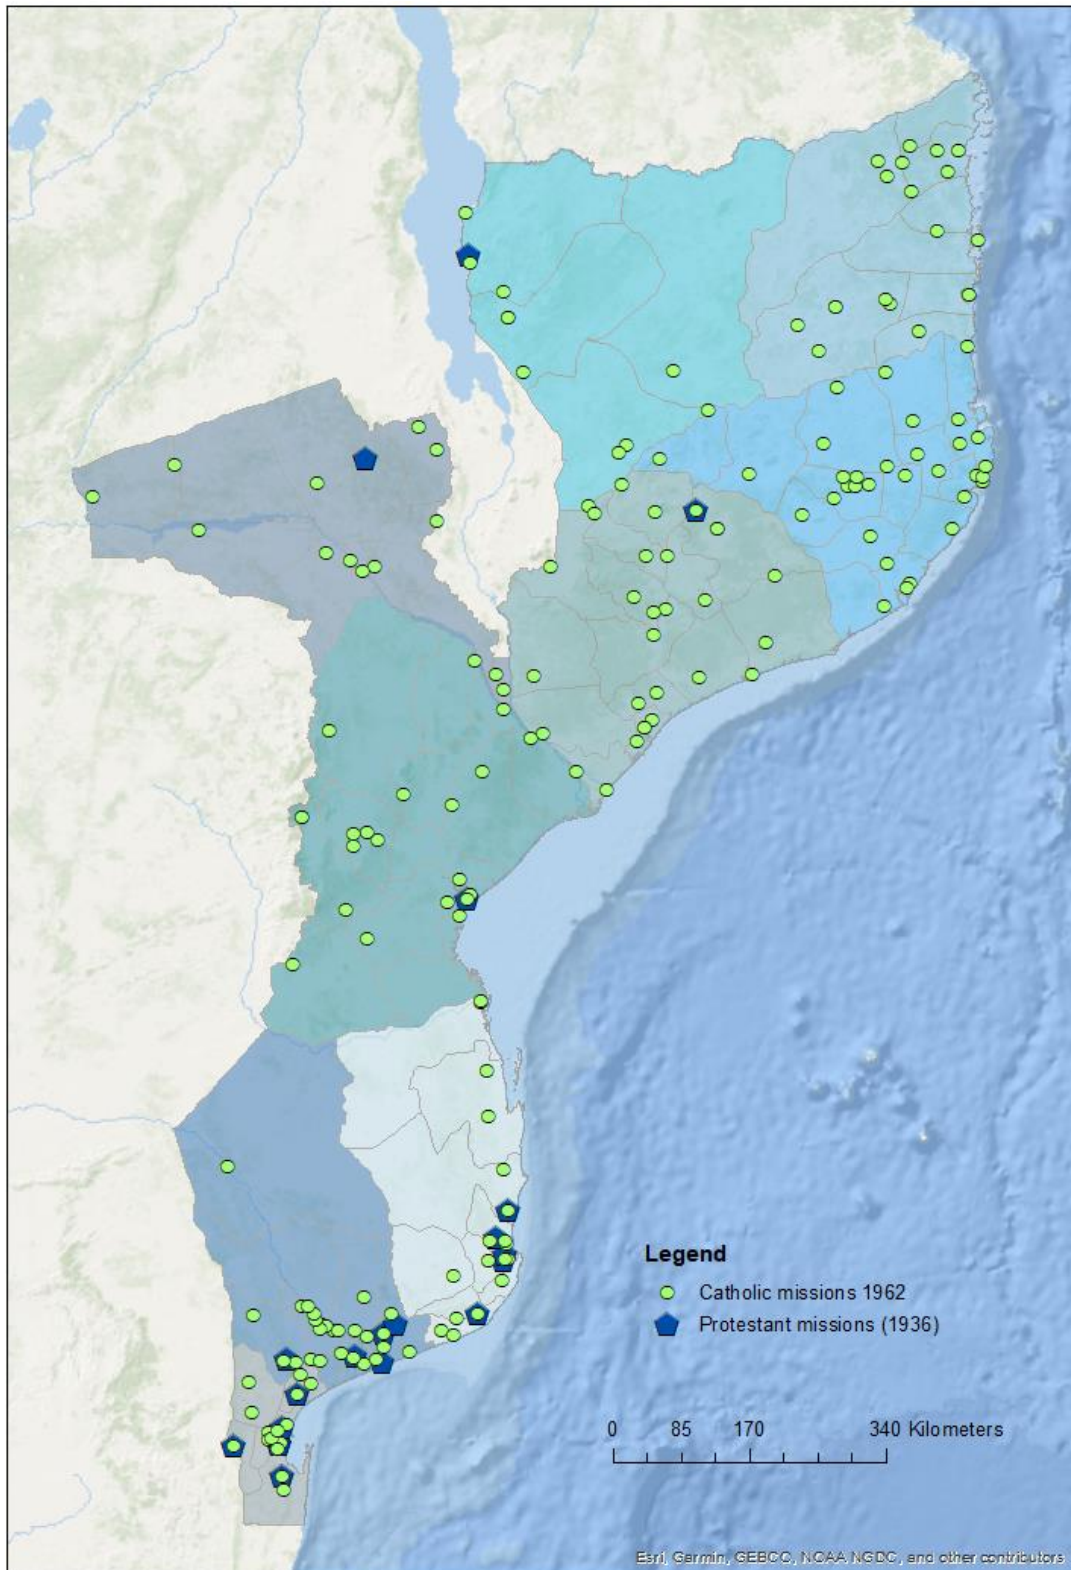 Legend
Catholic missions 1962
Protestant missions (1936)
0 85 170 340 Kilometers
Esri, Garmin, GEBCO, NOAA NGDC, and other contributors